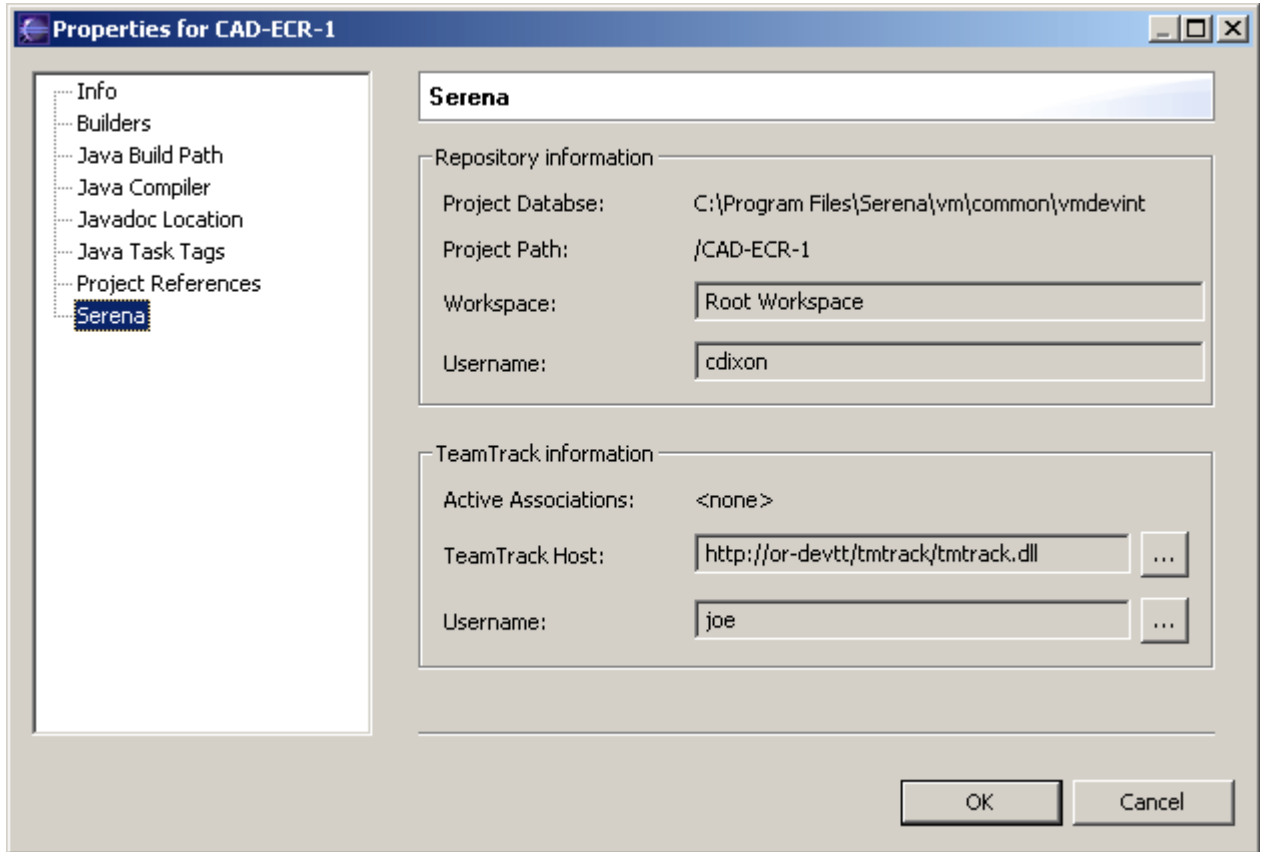 Properties for CAD-ECR-1
Info
Builders
Java Build Path
Java Compiler
Javadoc Location
Java Task Tags
Project References
Serena
Serena
Repository information
Project Databse: C:\Program Files\Serena\vm\common\vmdevint
Project Path: /CAD-ECR-1
Workspace: Root Workspace
Username: cdixon
TeamTrack information
Active Associations: <none>
TeamTrack Host: http://or-devtt/tmtrack/tmtrack.dll ...
Username: joe ...
OK Cancel